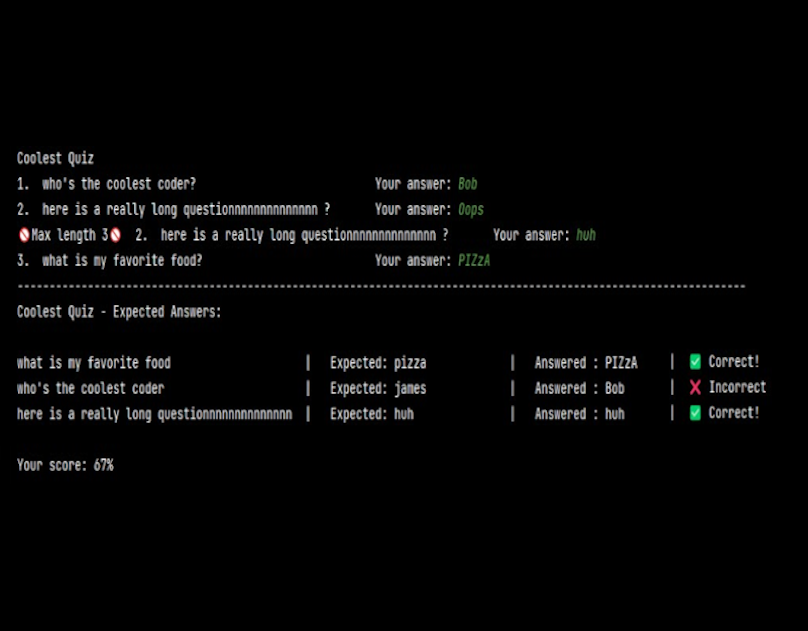 Coolest Quiz
1. who's the coolest coder? Your answer: Bob
2. here is a really long questionnnnnnnnnnnnnn ? Your answer: Oops
🚫Max length 3🚫 2. here is a really long questionnnnnnnnnnnnnn ? Your answer: huh
3. what is my favorite food? Your answer: PIZzA
------------------------------------------------------------------------------------------------------------------
Coolest Quiz - Expected Answers:
what is my favorite food | Expected: pizza | Answered : PIZzA | ✅ Correct!
who's the coolest coder | Expected: james | Answered : Bob | ❌ Incorrect
here is a really long questionnnnnnnnnnnnnn | Expected: huh | Answered : huh | ✅ Correct!
Your score: 67%